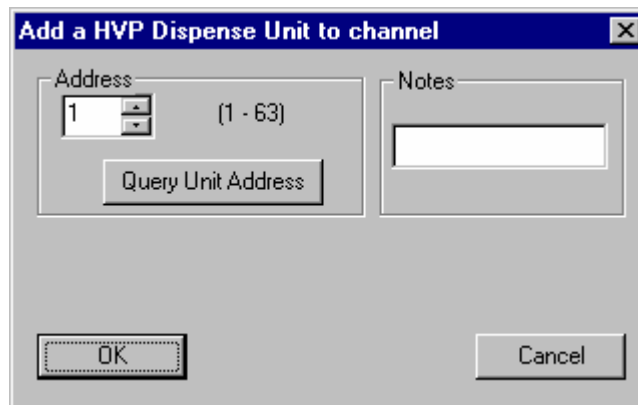 Add a HVP Dispense Unit to channel
Address
Notes
1
(1 - 63)
Query Unit Address
OK
Cancel